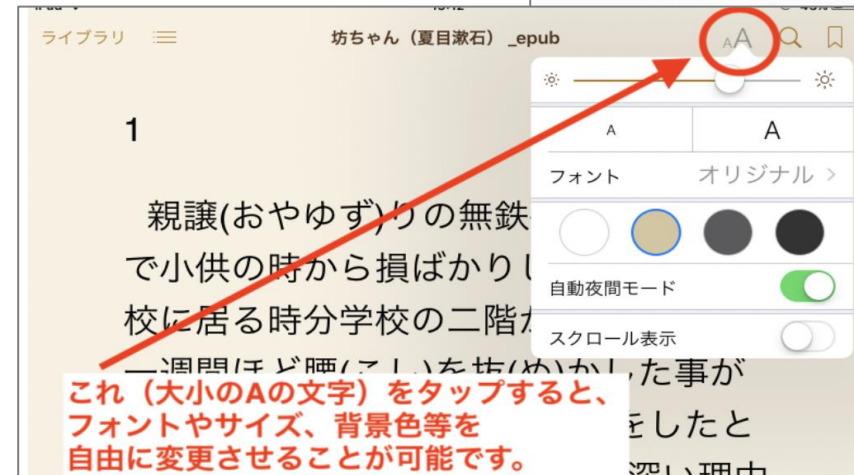 ライブラリ
坊ちゃん（夏目漱石）_epub
AA
A
A
フォント オリジナル >
自動夜間モード
スクロール表示
1
親譲(おやゆず)りの無鉄
で小供の時から損ばかりし
校に居る時分学校の二階か
一週間ほど腰(こし)を抜(ぬ)かした事が
をしたと
深い理由
これ（大小のAの文字）をタップすると、
フォントやサイズ、背景色等を
自由に変更させることが可能です。